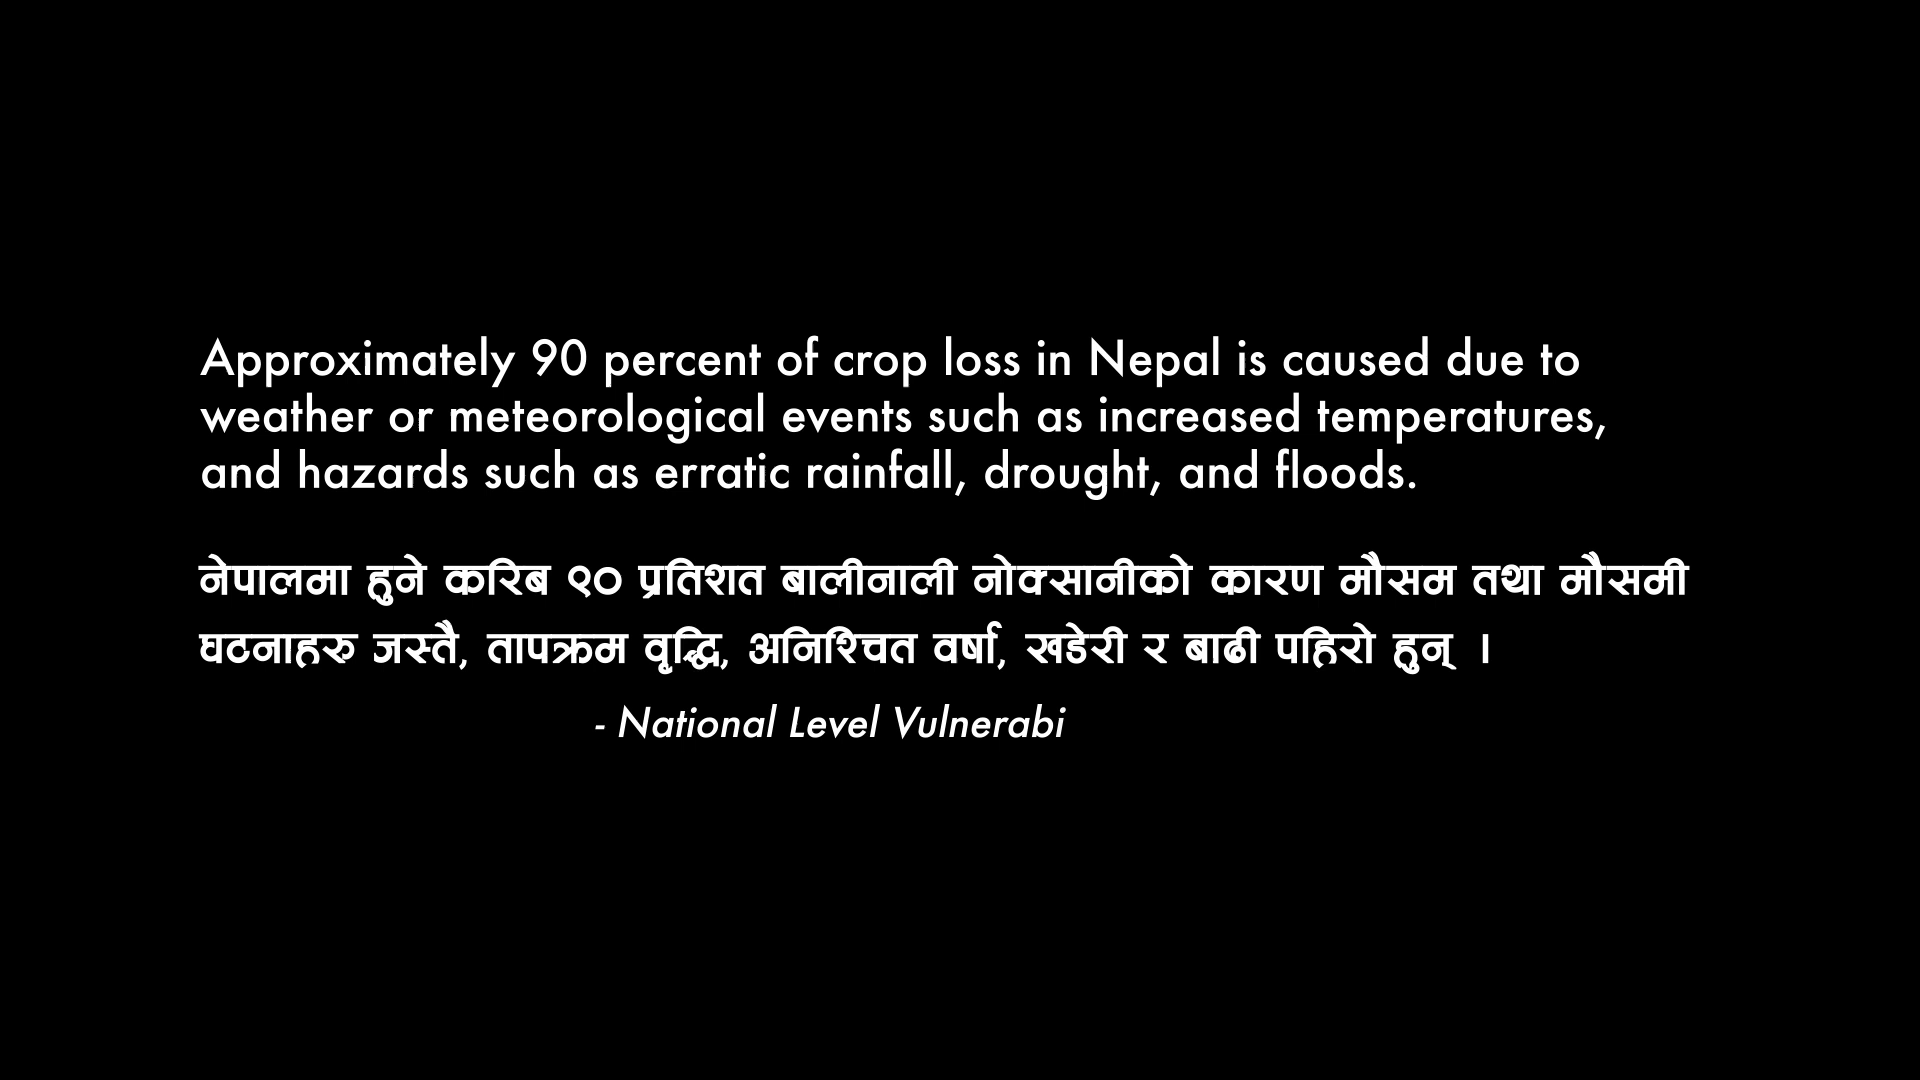 Approximately 90 percent of crop loss in Nepal is caused due to
weather or meteorological events such as increased temperatures,
and hazards such as erratic rainfall, drought, and floods.
नेपालमा हुने करिब ९० प्रतिशत बालीनाली नोक्सानीको कारण मौसम तथा मौसमी
घटनाहरु जस्तै, तापक्रम वृद्धि, अनिश्चित वर्षा, खडेरी र बाढी पहिरो हुन् ।
- National Level Vulnerabi